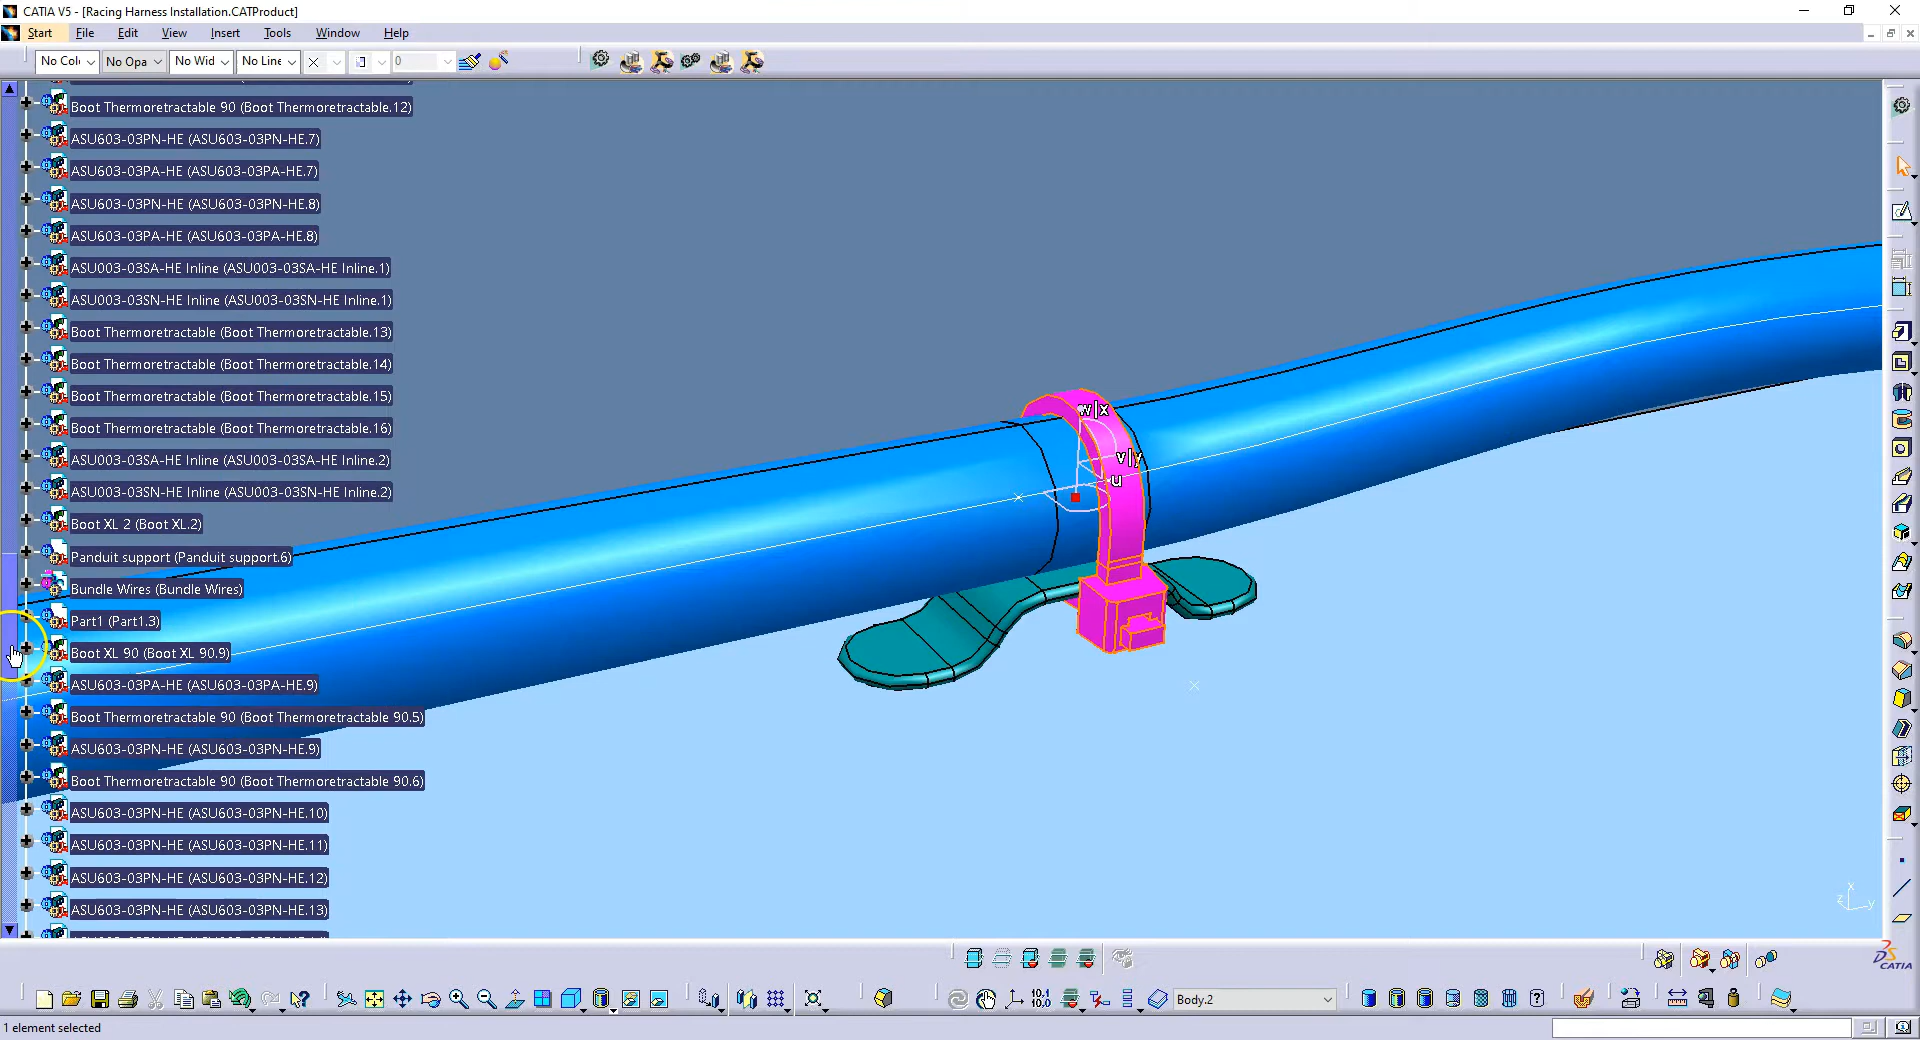 CATIA V5 - [Racing Harness Installation.CATProduct]
Start File Edit View Insert Tools Window Help
No Col No Opa No Wid No Line 0
Boot Thermoretractable 90 (Boot Thermoretractable.12)
ASU603-03PN-HE (ASU603-03PN-HE.7)
ASU603-03PA-HE (ASU603-03PA-HE.7)
ASU603-03PN-HE (ASU603-03PN-HE.8)
ASU603-03PA-HE (ASU603-03PA-HE.8)
ASU003-03SA-HE Inline (ASU003-03SA-HE Inline.1)
ASU003-03SN-HE Inline (ASU003-03SN-HE Inline.1)
Boot Thermoretractable (Boot Thermoretractable.13)
Boot Thermoretractable (Boot Thermoretractable.14)
Boot Thermoretractable (Boot Thermoretractable.15)
Boot Thermoretractable (Boot Thermoretractable.16)
ASU003-03SA-HE Inline (ASU003-03SA-HE Inline.2)
ASU003-03SN-HE Inline (ASU003-03SN-HE Inline.2)
Boot XL 2 (Boot XL.2)
Panduit support (Panduit support.6)
Bundle Wires (Bundle Wires)
Part1 (Part1.3)
Boot XL 90 (Boot XL 90.9)
ASU603-03PA-HE (ASU603-03PA-HE.9)
Boot Thermoretractable 90 (Boot Thermoretractable 90.5)
ASU603-03PN-HE (ASU603-03PN-HE.9)
Boot Thermoretractable 90 (Boot Thermoretractable 90.6)
ASU603-03PN-HE (ASU603-03PN-HE.10)
ASU603-03PN-HE (ASU603-03PN-HE.11)
ASU603-03PN-HE (ASU603-03PN-HE.12)
ASU603-03PN-HE (ASU603-03PN-HE.13)
w|x
v|y
u
x
z y
CATIA
10.1
10.0
Body.2
1 element selected